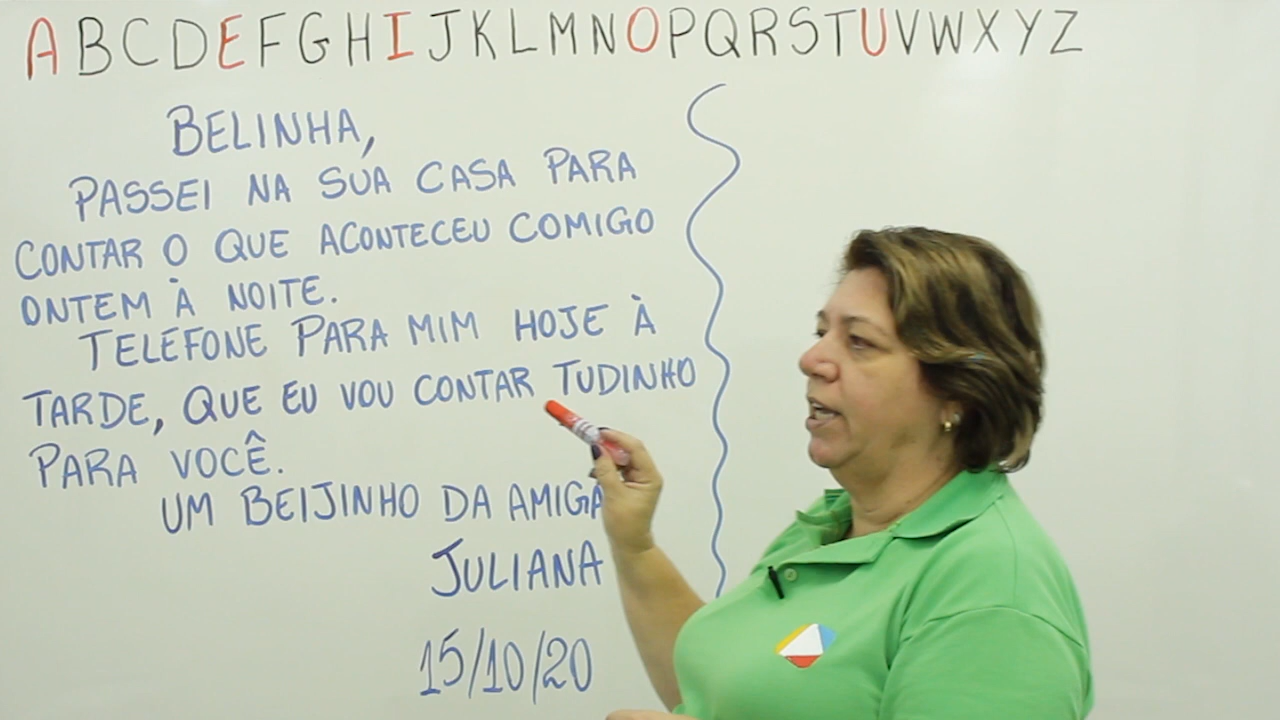 ABCDEFGHIJKLMNOPQRSTUVWXYZ
BELINHA,
PASSEI NA SUA CASA PARA
CONTAR O QUE ACONTECEU COMIGO
ONTEM À NOITE.
TELEFONE PARA MIM HOJE À
TARDE, QUE EU VOU CONTAR TUDINHO
PARA VOCÊ.
UM BEIJINHO DA AMIGA
JULIANA
15/10/20